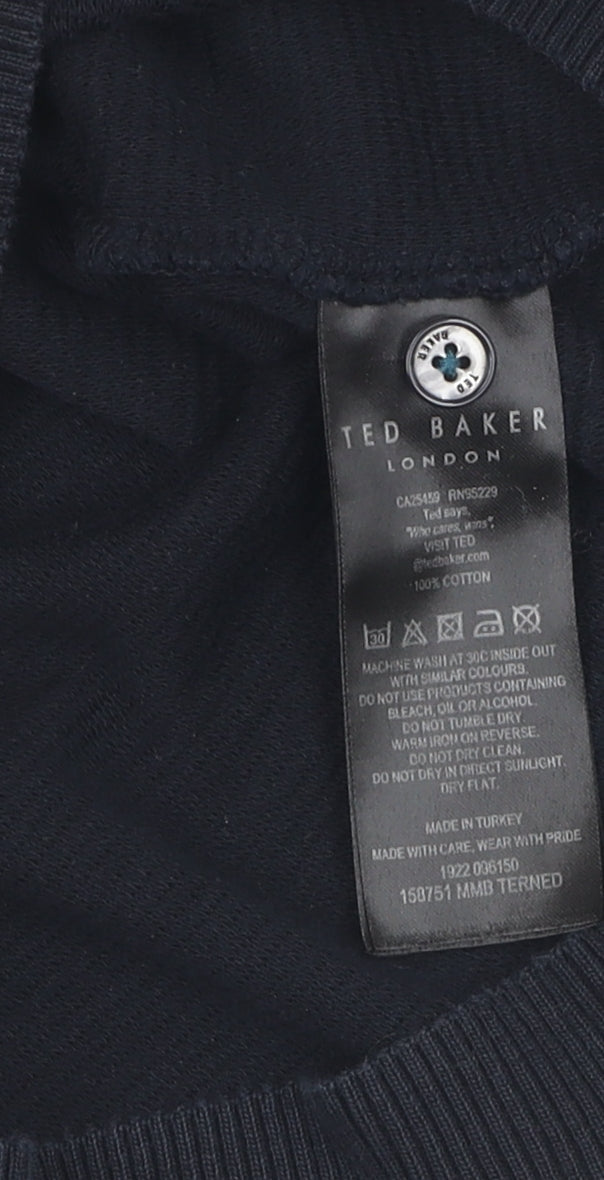 TED BAKER
TED BAKER
LONDON
CA25459 RN95229
Ted says,
"Who cares, wins",
VISIT TED
@tedbaker.com
100% COTTON
30
MACHINE WASH AT 30C INSIDE OUT
WITH SIMILAR COLOURS.
DO NOT USE PRODUCTS CONTAINING
BLEACH, OIL OR ALCOHOL.
DO NOT TUMBLE DRY.
WARM IRON ON REVERSE.
DO NOT DRY CLEAN.
DO NOT DRY IN DIRECT SUNLIGHT.
DRY FLAT.
MADE IN TURKEY
MADE WITH CARE, WEAR WITH PRIDE
1922 096150
158751 MMB TERNED